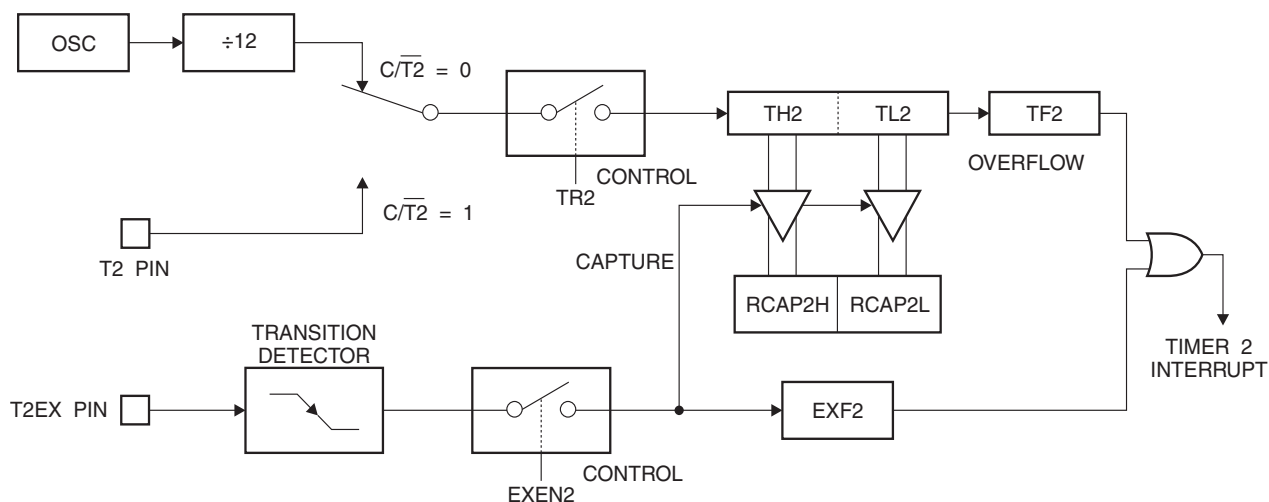 OSC
÷12
C/T2̅ = 0
TH2
TL2
TF2
OVERFLOW
CONTROL
TR2
C/T2̅ = 1
T2 PIN
CAPTURE
RCAP2H
RCAP2L
TRANSITION
DETECTOR
TIMER 2
INTERRUPT
T2EX PIN
EXF2
CONTROL
EXEN2